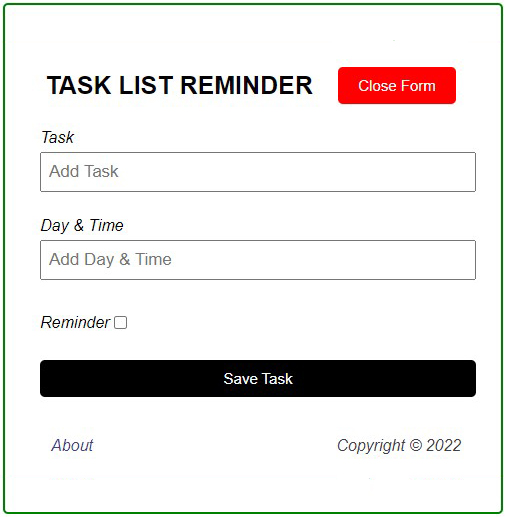 TASK LIST REMINDER Close Form
Task
Add Task
Day & Time
Add Day & Time
Reminder
Save Task
About Copyright © 2022